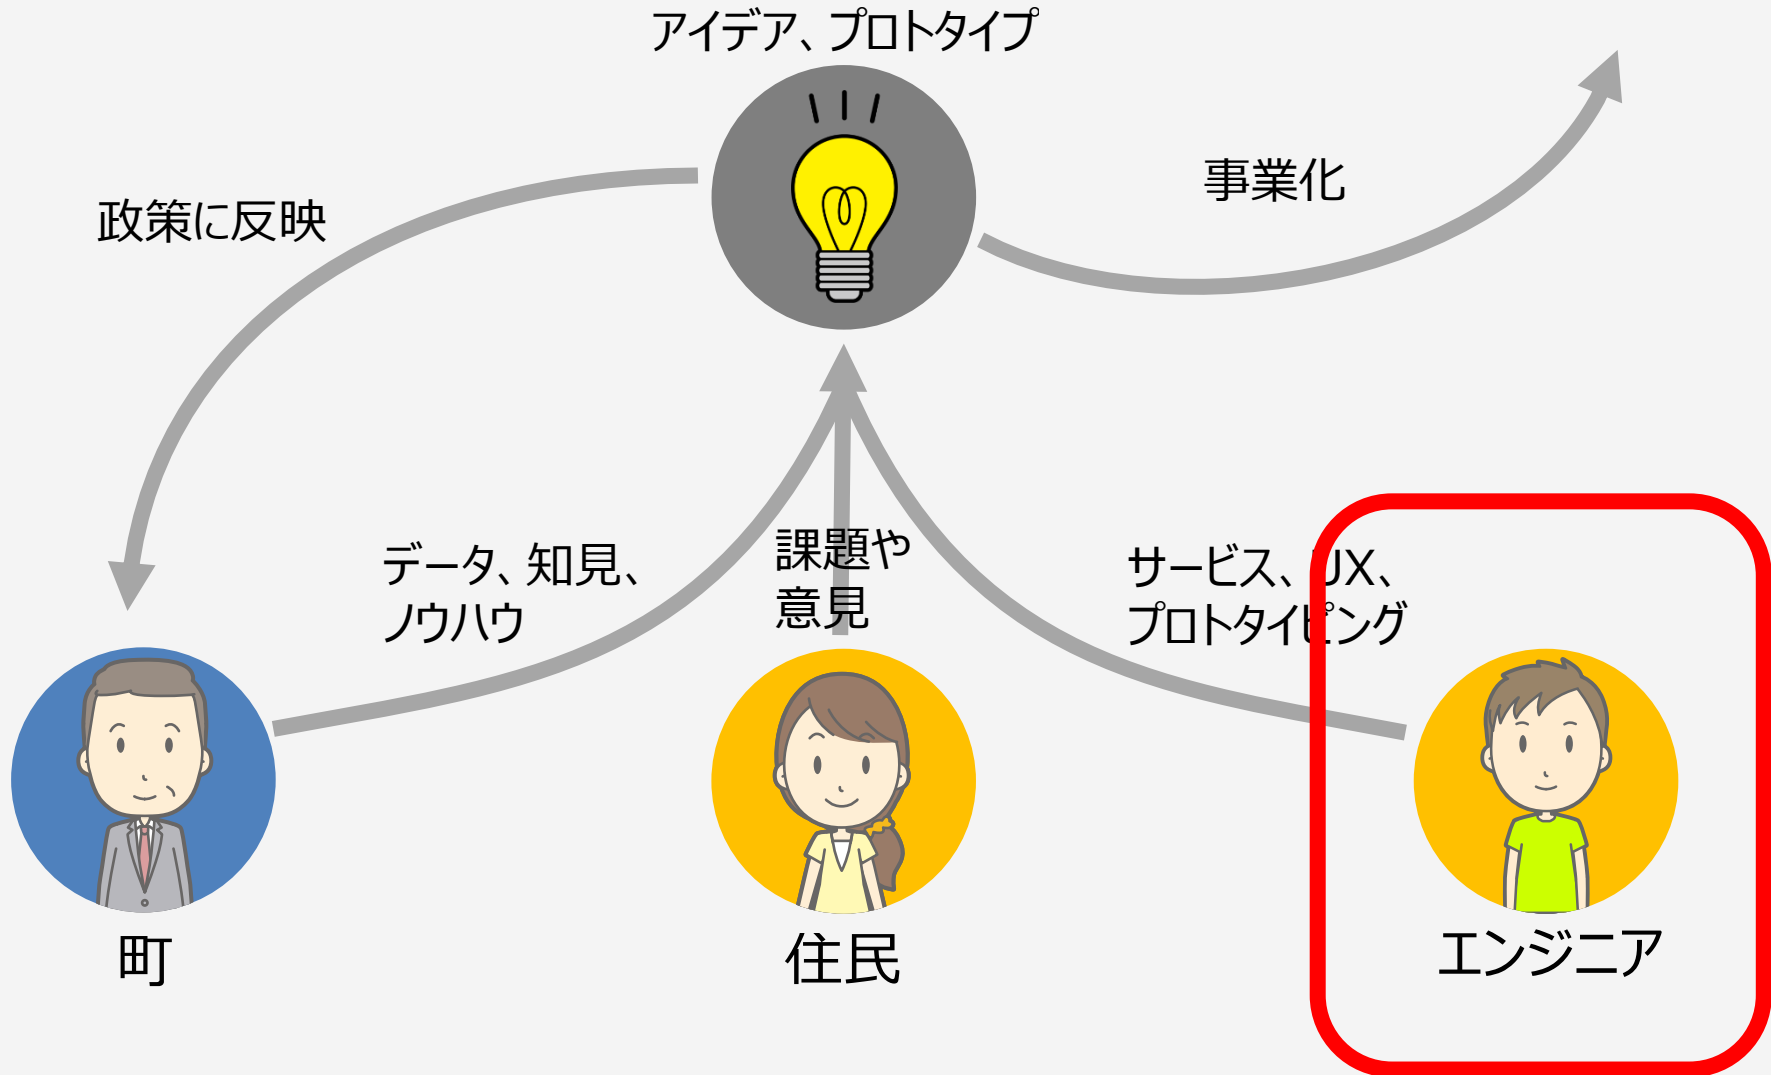 アイデア、プロトタイプ
事業化
政策に反映
データ、知見、
ノウハウ
課題や
意見
サービス、UX、
プロトタイピング
町
住民
エンジニア